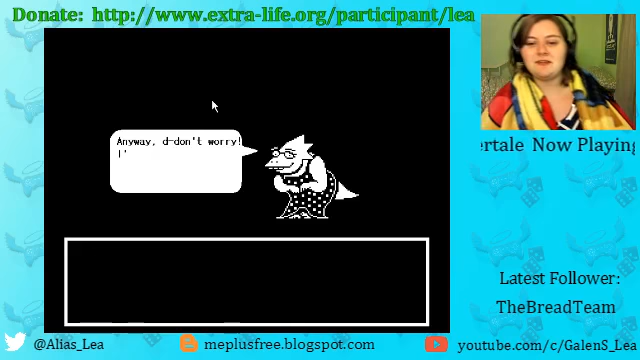 Donate: http://www.extra-life.org/participant/lea
Anyway, d-don't worry!
I'
ertale Now Playing
Latest Follower:
TheBreadTeam
@Alias_Lea
meplusfree.blogspot.com
youtube.com/c/GalenS_Lea